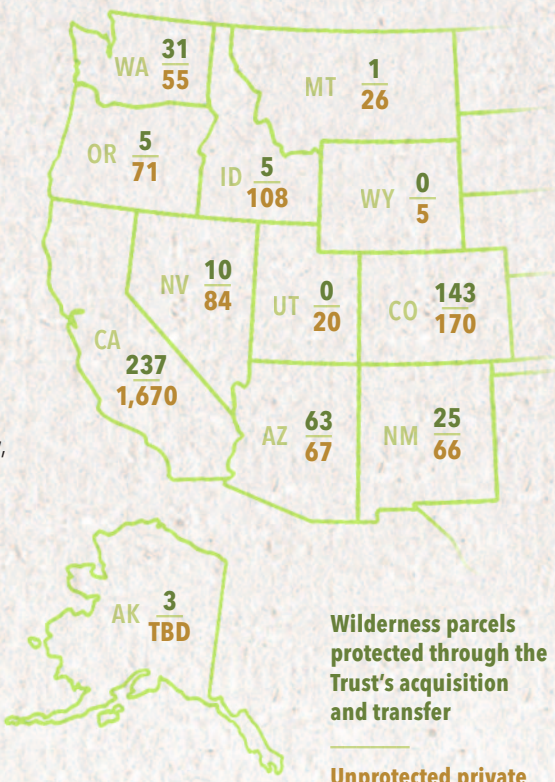 WA 31
55
MT 1
26
OR 5
71
ID 5
108
WY 0
5
NV 10
84
UT 0
20
CO 143
170
CA
237
1,670
AZ 63
67
NM 25
66
AK 3
TBD
Wilderness parcels
protected through the
Trust's acquisition
and transfer
Unprotected private